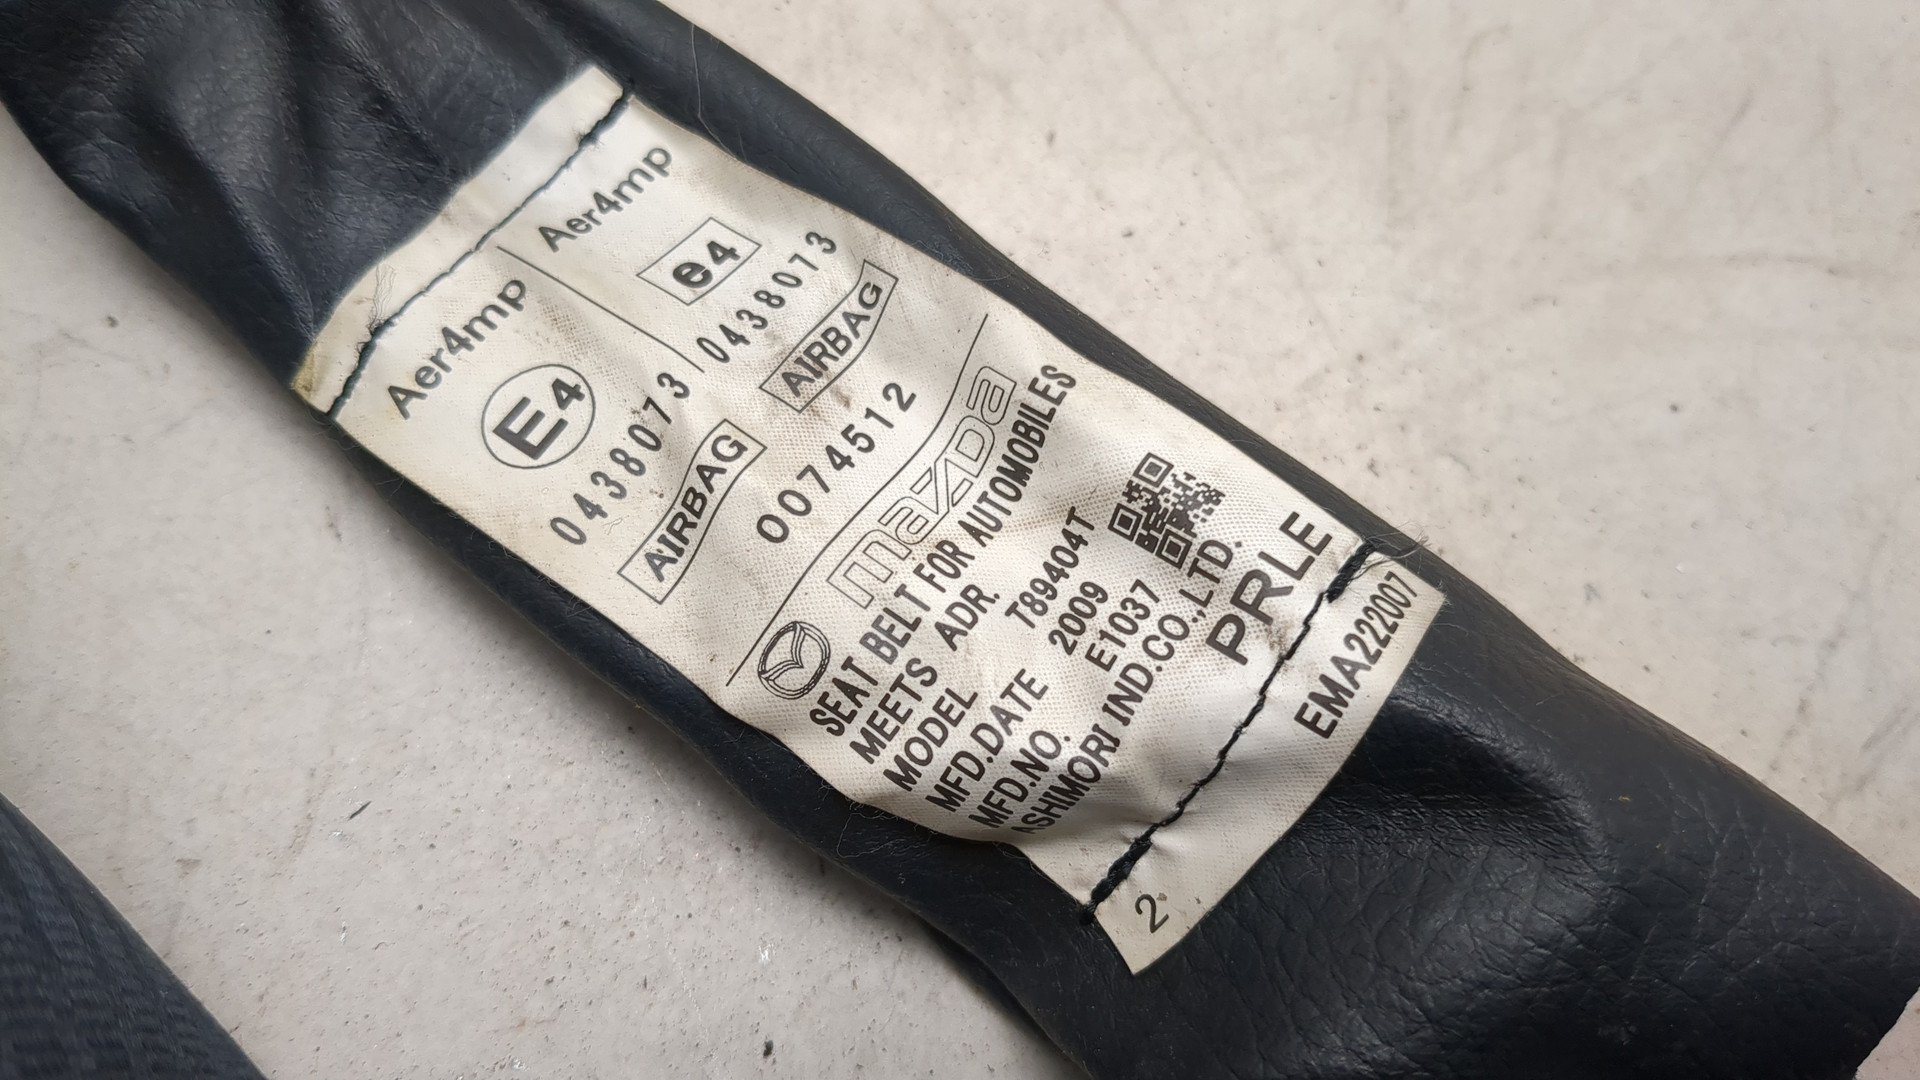 Aer4mp
e4
0438073
AIRBAG
Aer4mp
E4
0438073
AIRBAG
0074512
mazda
SEAT BELT FOR AUTOMOBILES
MEETS ADR.
MODEL T89404T
MFD.DATE 2009
MFD.NO. E1037
ASHIMORI IND.CO.,LTD.
PRLE
EMA222007
2